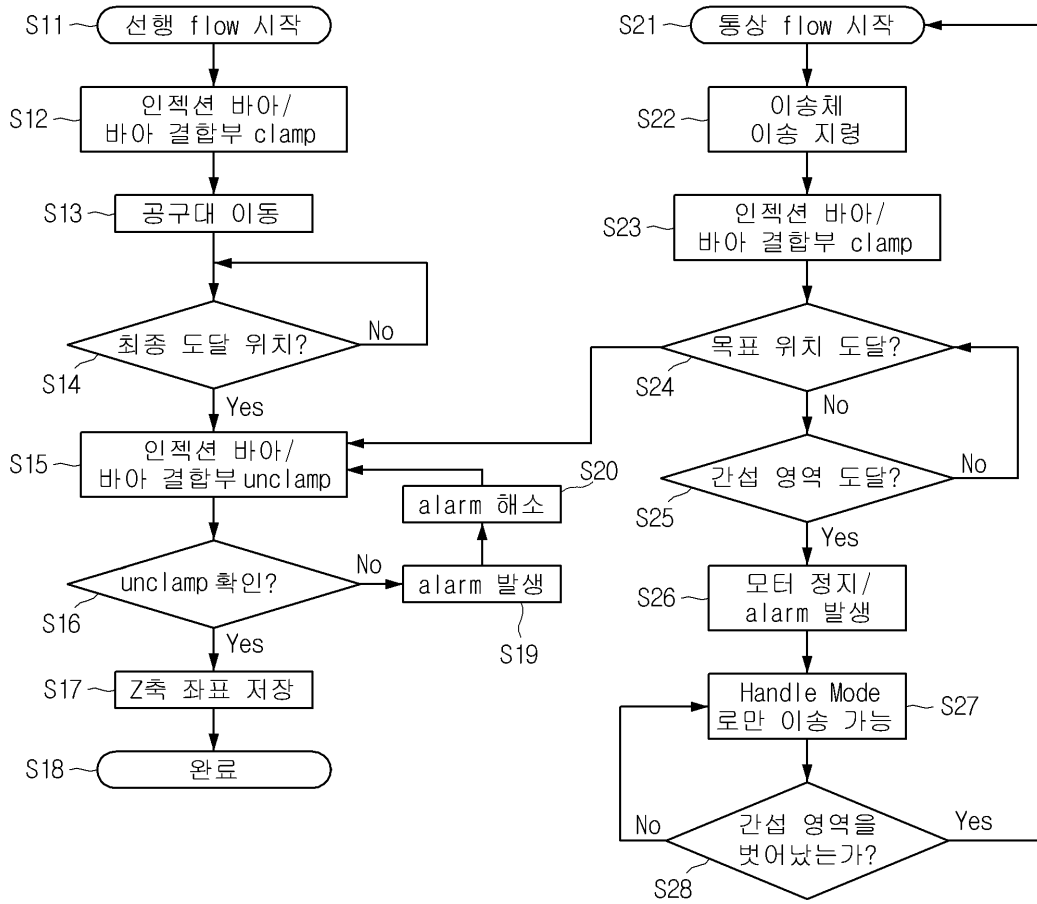 S11
선행 flow 시작
S12
인젝션 바아/
바아 결합부 clamp
S13
공구대 이동
최종 도달 위치?
No
S14
Yes
S15
인젝션 바아/
바아 결합부 unclamp
S20
alarm 해소
unclamp 확인?
No
alarm 발생
S16
Yes
S19
S17
Z축 좌표 저장
S18
완료
S21
통상 flow 시작
S22
이송체
이송 지령
S23
인젝션 바아/
바아 결합부 clamp
목표 위치 도달?
S24
No
간섭 영역 도달?
No
S25
Yes
S26
모터 정지/
alarm 발생
Handle Mode
로만 이송 가능
S27
No
간섭 영역을
벗어났는가?
Yes
S28